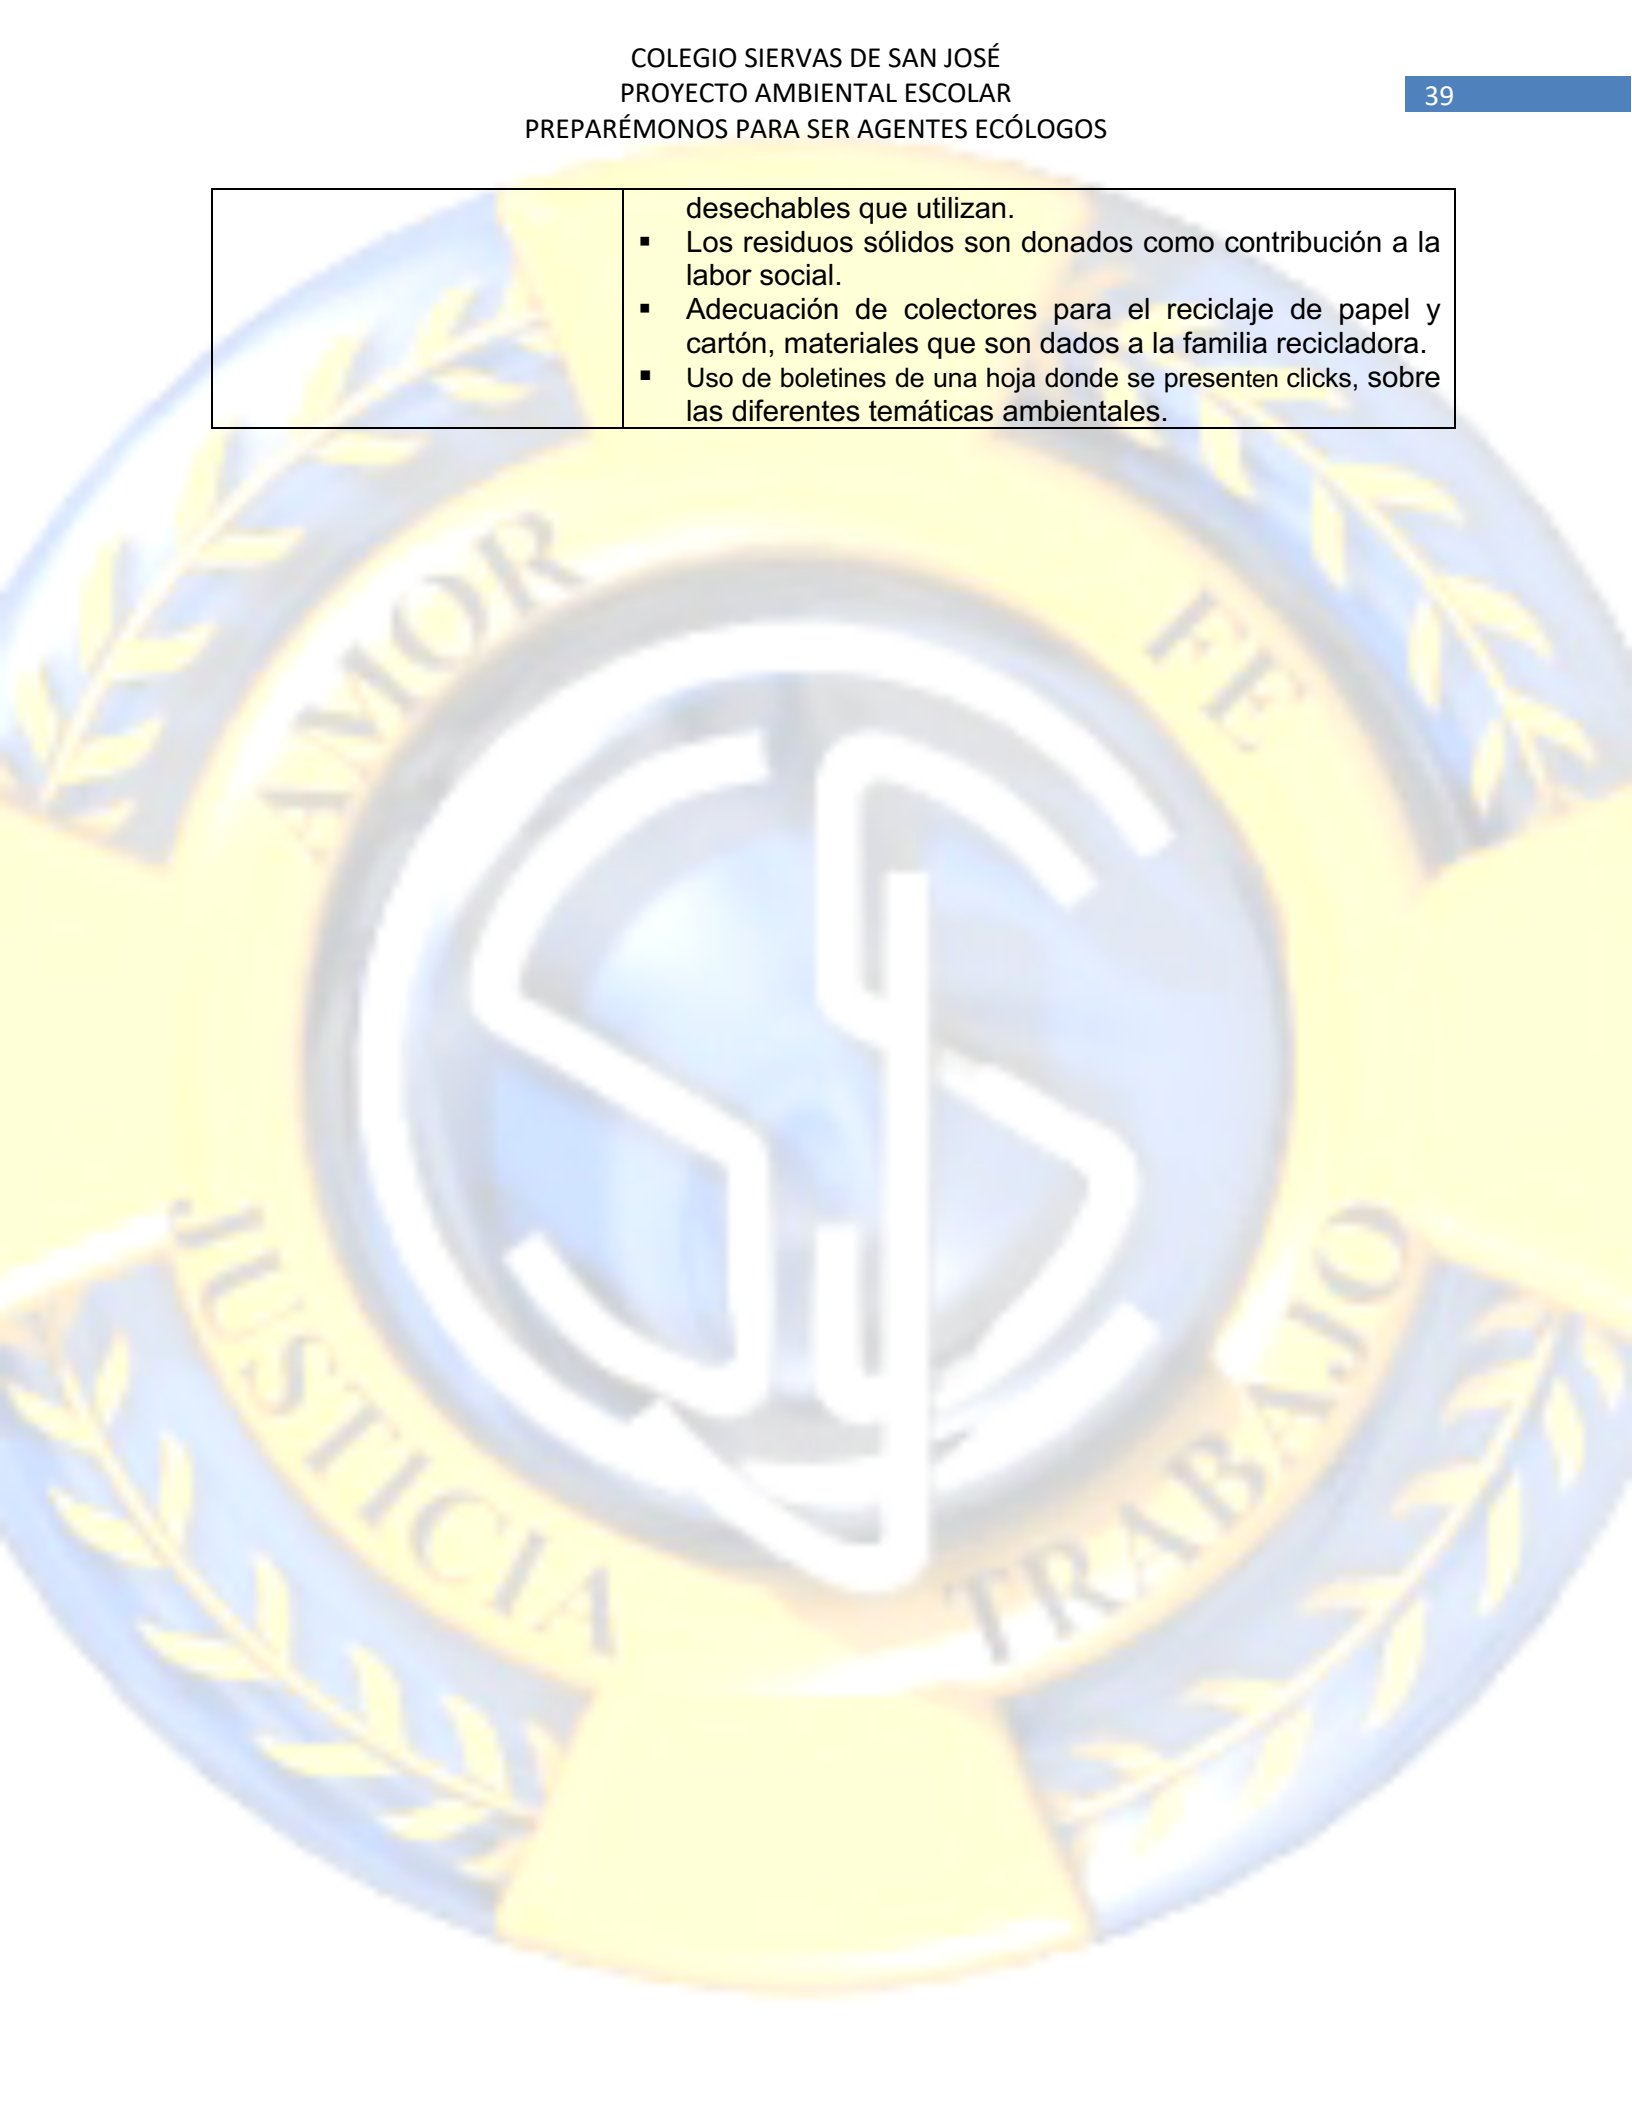 COLEGIO SIERVAS DE SAN JOSÉ
PROYECTO AMBIENTAL ESCOLAR
PREPARÉMONOS PARA SER AGENTES ECÓLOGOS
39
desechables que utilizan.
▪ Los residuos sólidos son donados como contribución a la
labor social.
▪ Adecuación de colectores para el reciclaje de papel y
cartón, materiales que son dados a la familia recicladora.
▪ Uso de boletines de una hoja donde se presenten clicks, sobre
las diferentes temáticas ambientales.
AMOR
FE
JUSTICIA
TRABAJO